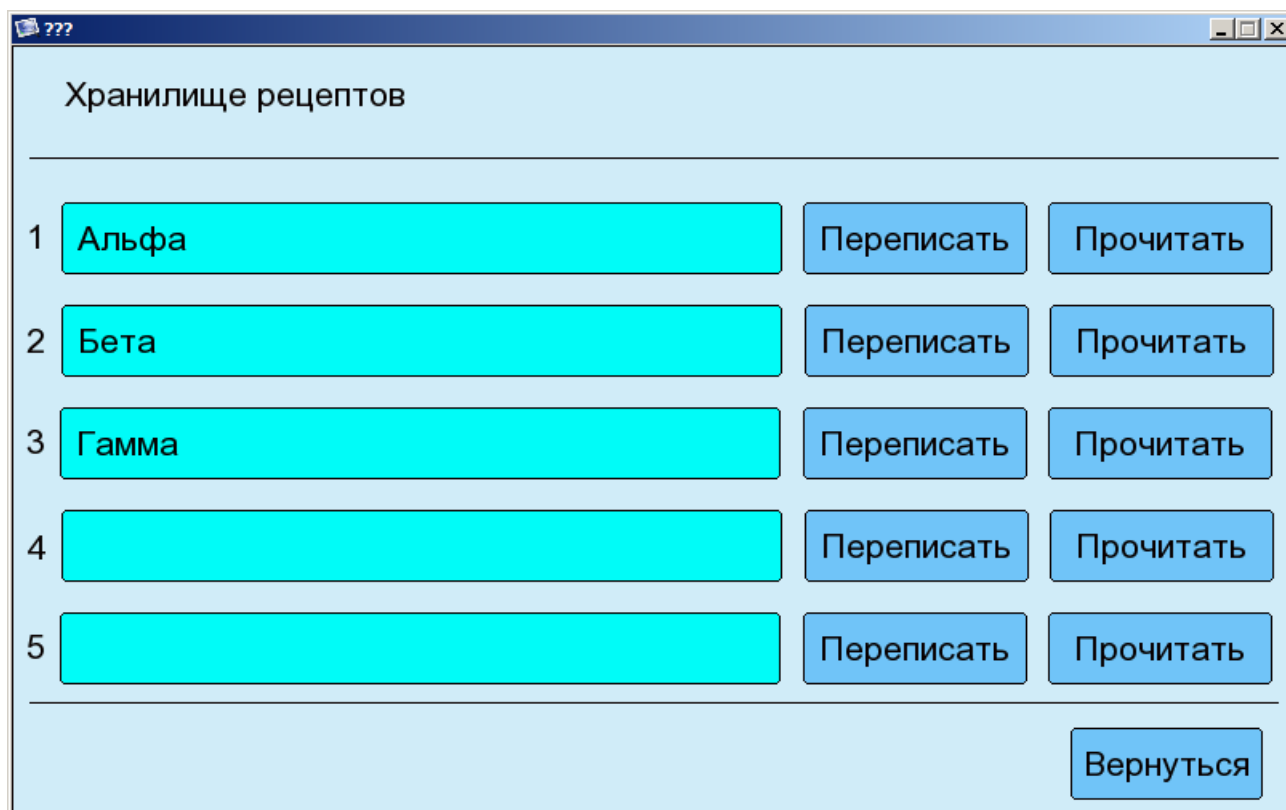 ???
Хранилище рецептов
1 Альфа Переписать Прочитать
2 Бета Переписать Прочитать
3 Гамма Переписать Прочитать
4 Переписать Прочитать
5 Переписать Прочитать
Вернуться